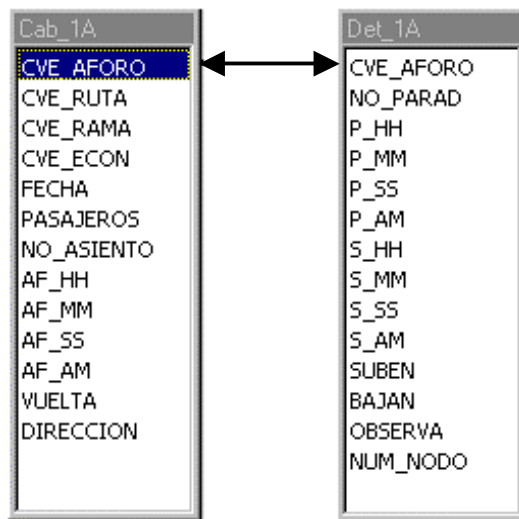 Cab_1A
CVE_AFORO
CVE_RUTA
CVE_RAMA
CVE_ECON
FECHA
PASAJEROS
NO_ASIENTO
AF_HH
AF_MM
AF_SS
AF_AM
VUELTA
DIRECCION
Det_1A
CVE_AFORO
NO_PARAD
P_HH
P_MM
P_SS
P_AM
S_HH
S_MM
S_SS
S_AM
SUBEN
BAJAN
OBSERVA
NUM_NODO